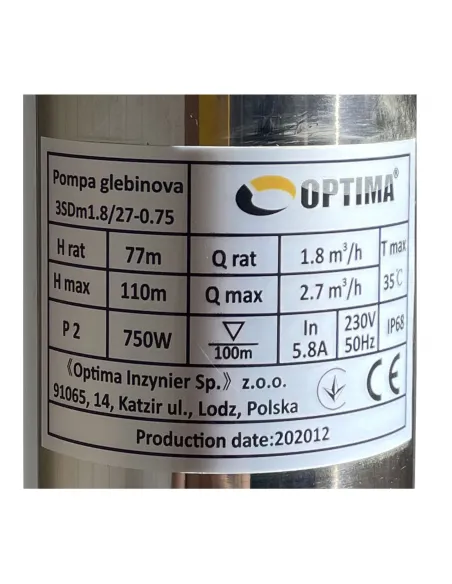 Pompa glebinova
3SDm1.8/27-0.75
OPTIMA®
H rat 77m Q rat 1.8 m³/h T max
H max 110m Q max 2.7 m³/h 35℃
P 2 750W 100m In 5.8A 230V 50Hz IP68
《Optima Inzynier Sp.》 z.o.o.
91065, 14, Katzir ul., Lodz, Polska
CE
Production date:202012